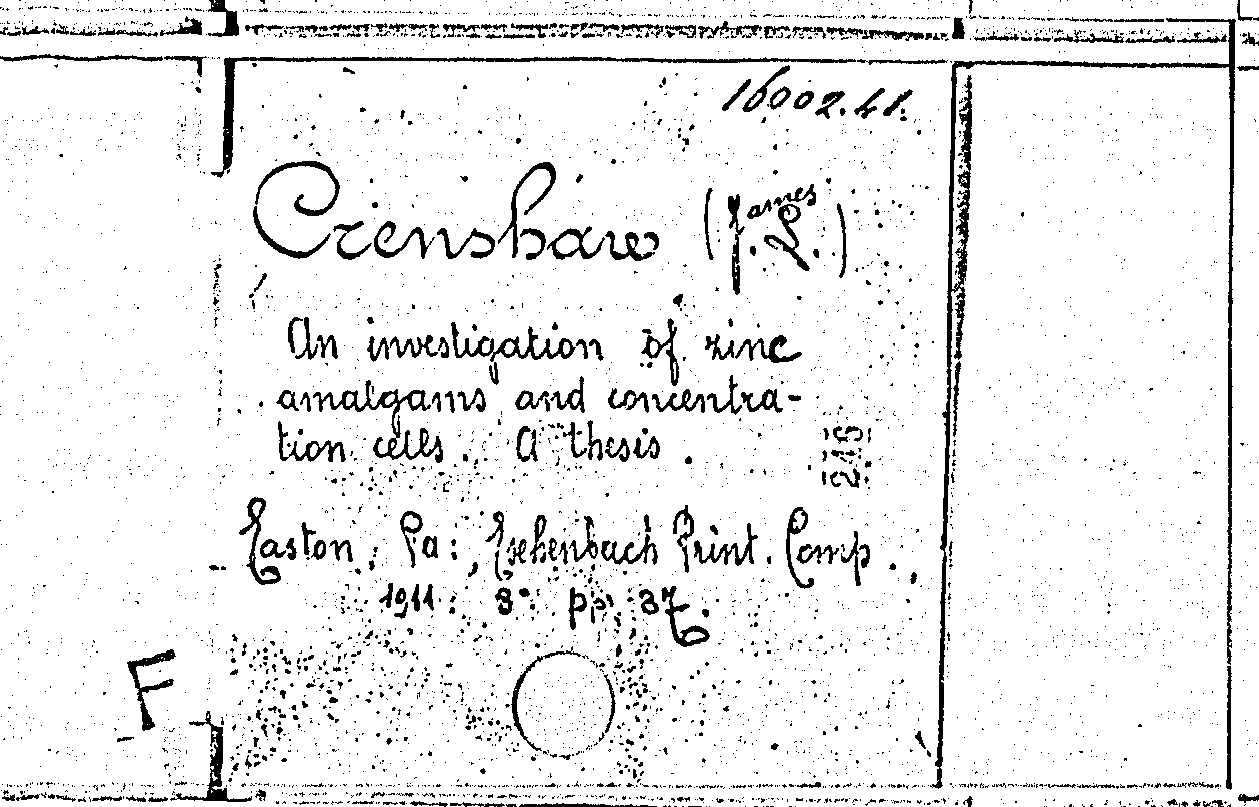 16002.41.
Crenshaw (James L.)
An investigation of zinc
amalgams and concentra-
tion cells. A thesis.
246
Easton, Pa:, Eschenbach Print. Comp.,
1911: 8° pp. 37.
F